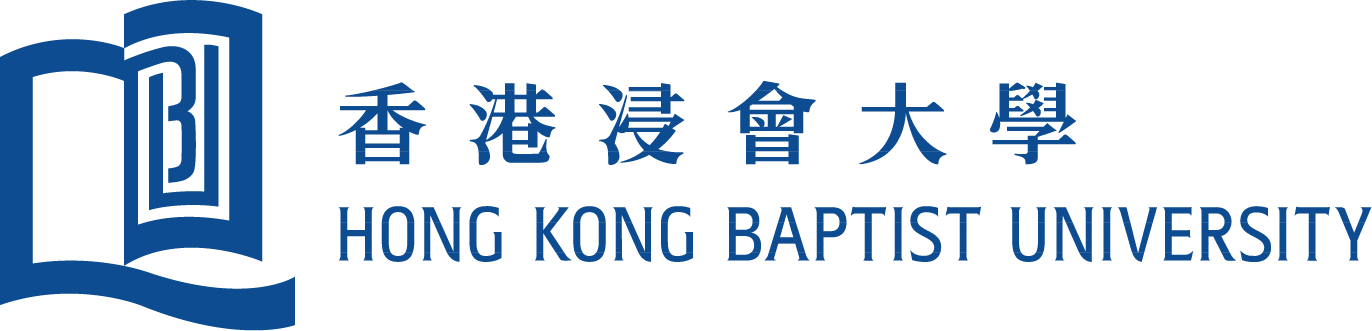 香港浸會大學
HONG KONG BAPTIST UNIVERSITY